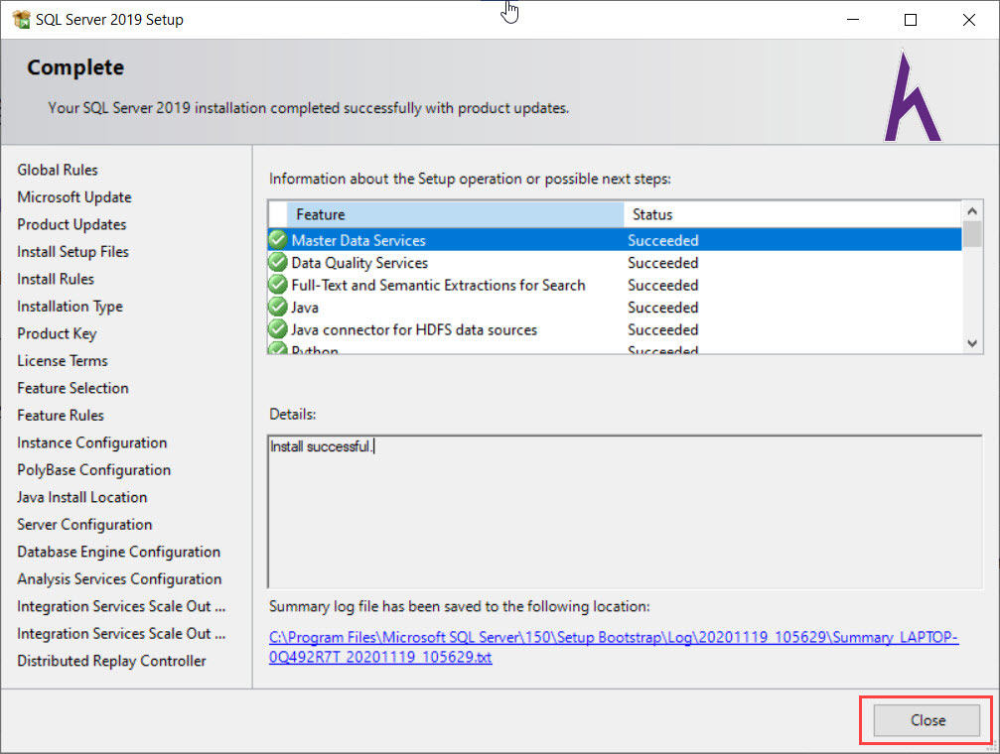 SQL Server 2019 Setup
Complete
Your SQL Server 2019 installation completed successfully with product updates.
Global Rules
Microsoft Update
Product Updates
Install Setup Files
Install Rules
Installation Type
Product Key
License Terms
Feature Selection
Feature Rules
Instance Configuration
PolyBase Configuration
Java Install Location
Server Configuration
Database Engine Configuration
Analysis Services Configuration
Integration Services Scale Out ...
Integration Services Scale Out ...
Distributed Replay Controller
Information about the Setup operation or possible next steps:
Feature Status
Master Data Services Succeeded
Data Quality Services Succeeded
Full-Text and Semantic Extractions for Search Succeeded
Java Succeeded
Java connector for HDFS data sources Succeeded
Python Succeeded
Details:
Install successful.
Summary log file has been saved to the following location:
C:\Program Files\Microsoft SQL Server\150\Setup Bootstrap\Log\20201119_105629\Summary_LAPTOP-
0Q492R7T_20201119_105629.txt
Close